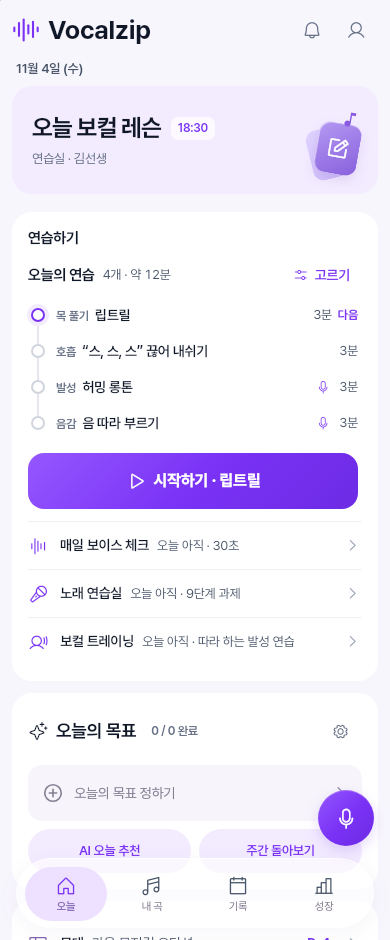 Vocalzip
11월 4일 (수)
오늘 보컬 레슨 18:30
연습실 · 김선생
연습하기
오늘의 연습 4개 · 약 12분 고르기
목 풀기 립트릴 3분 다음
호흡 “스, 스, 스” 끊어 내쉬기 3분
발성 허밍 롱톤 3분
음감 음 따라 부르기 3분
시작하기 · 립트릴
매일 보이스 체크 오늘 아직 · 30초
노래 연습실 오늘 아직 · 9단계 과제
보컬 트레이닝 오늘 아직 · 따라 하는 발성 연습
오늘의 목표 0 / 0 완료
오늘의 목표 정하기
AI 오늘 추천 주간 돌아보기
오늘 내 곡 기록 성장